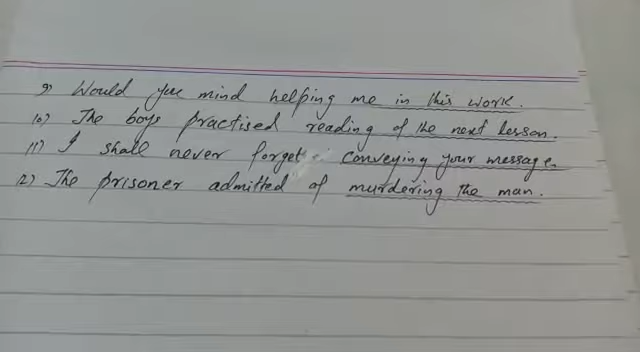 9) Would you mind helping me in this work.
10) The boys practised reading of the next lesson.
11) I shall never forget conveying your message.
12) The prisoner admitted of murdering the man.